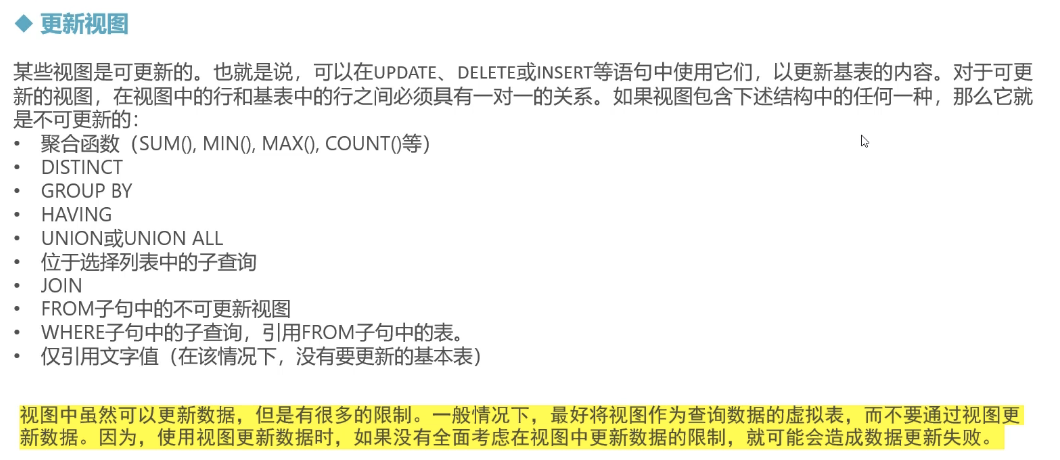 ◆ 更新视图
某些视图是可更新的。也就是说，可以在UPDATE、DELETE或INSERT等语句中使用它们，以更新基表的内容。对于可更
新的视图，在视图中的行和基表中的行之间必须具有一对一的关系。如果视图包含下述结构中的任何一种，那么它就
是不可更新的：
• 聚合函数（SUM(), MIN(), MAX(), COUNT()等）
• DISTINCT
• GROUP BY
• HAVING
• UNION或UNION ALL
• 位于选择列表中的子查询
• JOIN
• FROM子句中的不可更新视图
• WHERE子句中的子查询，引用FROM子句中的表。
• 仅引用文字值（在该情况下，没有要更新的基本表）
视图中虽然可以更新数据，但是有很多的限制。一般情况下，最好将视图作为查询数据的虚拟表，而不要通过视图更
新数据。因为，使用视图更新数据时，如果没有全面考虑在视图中更新数据的限制，就可能会造成数据更新失败。